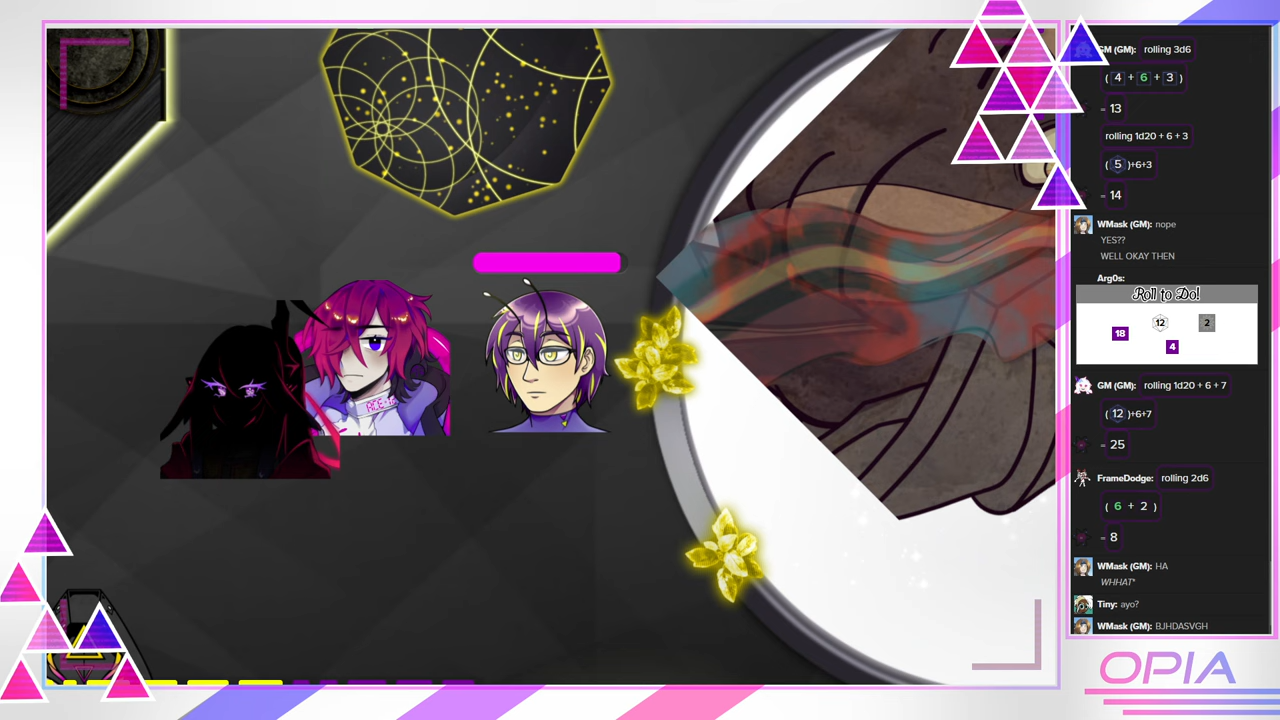 GM (GM): rolling 3d6
( 4 + 6 + 3 )
= 13
rolling 1d20 + 6 + 3
( 5 )+6+3
= 14
WMask (GM): nope
YES??
WELL OKAY THEN
Arg0s:
Roll to Do!
18
12
2
4
GM (GM): rolling 1d20 + 6 + 7
( 12 )+6+7
= 25
FrameDodge: rolling 2d6
( 6 + 2 )
= 8
WMask (GM): HA
WHHAT*
Tiny: ayo?
WMask (GM): BJHDASVGH
OPIA